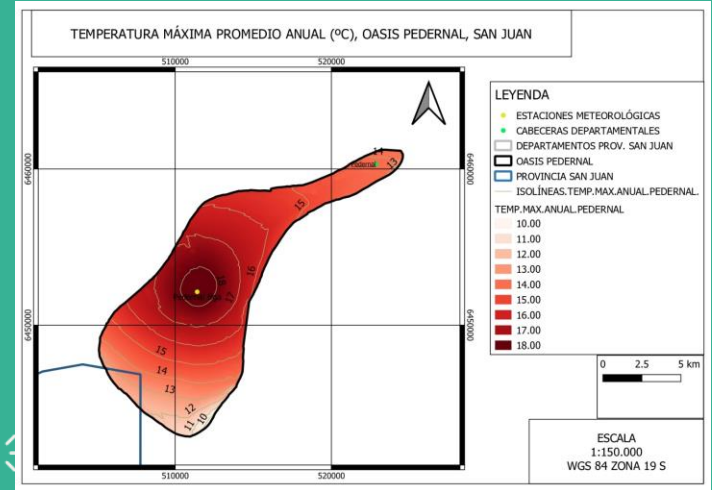 TEMPERATURA MÁXIMA PROMEDIO ANUAL (ºC), OASIS PEDERNAL, SAN JUAN
510000
520000
LEYENDA
ESTACIONES METEOROLÓGICAS
CABECERAS DEPARTAMENTALES
DEPARTAMENTOS PROV. SAN JUAN
OASIS PEDERNAL
PROVINCIA SAN JUAN
ISOLÍNEAS.TEMP.MAX.ANUAL.PEDERNAL.
TEMP.MAX.ANUAL.PEDERNAL
10.00
11.00
12.00
13.00
14.00
15.00
16.00
17.00
18.00
6460000
6460000
14
Pedernal
13
15
16
17
6450000
6450000
15
14
13
12
11
10
0 2.5 5 km
ESCALA
1:150.000
WGS 84 ZONA 19 S
510000
520000